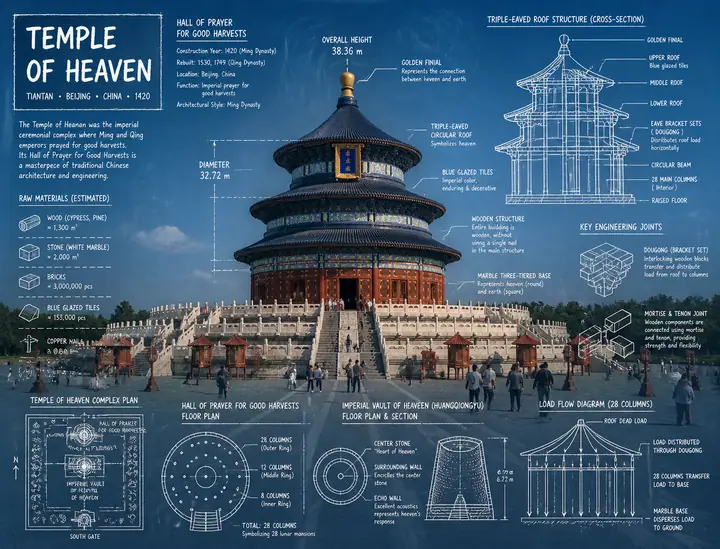 TEMPLE
OF HEAVEN
TIANTAN • BEIJING • CHINA • 1420
The Temple of Heanan was the imperial
ceremonial complex where Ming and Qing
emperors prayed for good harvests.
Its Hall of Prayer for Good Harvests is
a masterpece of traditional Chinese
architecture and engineering.
RAW MATERIALS (ESTIMATED)
WOOD (CYPRESS, PINE)
≈ 1,300 m³
STONE (WHITE MARBLE)
≈ 2,000 m³
BRICKS
≈ 3,000,000 pcs
BLUE GLAZED TILES
≈ 155,000 pcs
COPPER
HALL OF PRAYER
FOR GOOD HARVESTS
Construction Year: 1420 (Ming Dynasty)
Rebuilt: 1530, 1749 (Qing Dynasty)
Location: Beijing, China
Function: Imperial prayer for
good harvests
Architectural Style: Ming Dynasty
OVERALL HEIGHT
38.36 m
GOLDEN FINIAL
Represents the connection
between heaven and earth
TRIPLE-EAVED
CIRCULAR ROOF
Symbolizes heaven
DIAMETER
32.72 m
BLUE GLAZED TILES
Imperial color,
enduring & decorative
WOODEN STRUCTURE
Entire building is
wooden, without
using a single nail
in the main structure
MARBLE THREE-TIERED BASE
Represents heaven (round)
and earth (square)
TRIPLE-EAVED ROOF STRUCTURE (CROSS-SECTION)
GOLDEN FINIAL
UPPER ROOF
Blue glazed tiles
MIDDLE ROOF
LOWER ROOF
EAVE BRACKET SETS
(DOUGONG)
Distributes roof load
horizontally
CIRCULAR BEAM
28 MAIN COLUMNS
(Interior)
RAISED FLOOR
KEY ENGINEERING JOINTS
DOUGONG (BRACKET SET)
Interlocking wooden blocks
transfer and distribute
load from roof to columns
MORTISE & TENON JOINT
Wooden components are
connected using mortise
and tenon, providing
strength and flexibility
TEMPLE OF HEAVEN COMPLEX PLAN
HALL OF PRAYER
FOR GOOD HARVESTS
IMPERIAL VAULT
OF HEAVEN
N
SOUTH GATE
HALL OF PRAYER FOR GOOD HARVESTS
FLOOR PLAN
28 COLUMNS
(Outer Ring)
12 COLUMNS
(Middle Ring)
8 COLUMNS
(Inner Ring)
TOTAL: 28 COLUMNS
Symbolizing 28 lunar mansions
IMPERIAL VAULT OF HEAVEEN (HUANGQIONGYU)
FLOOR PLAN & SECTION
CENTER STONE
"Heart of Heaven"
SURROUNDING WALL
Encircles the center
stone
ECHO WALL
Excellent acoustics
represents heaven's
response
6.72 m
LOAD FLOW DIAGRAM (28 COLUMNS)
ROOF DEAD LOAD
LOAD DISTRIBUTED
THROUGH DOUGONG
28 COLUMNS TRANSFER
LOAD TO BASE
MARBLE BASE
DISPERSES LOAD
TO GROUND